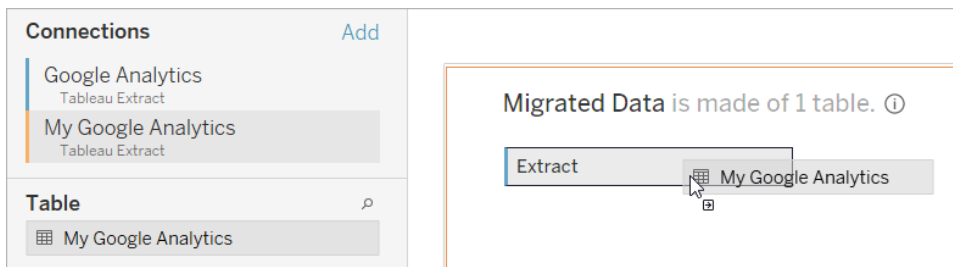 Connections Add
Google Analytics
Tableau Extract
My Google Analytics
Tableau Extract
Table
My Google Analytics
Migrated Data is made of 1 table.
Extract
My Google Analytics